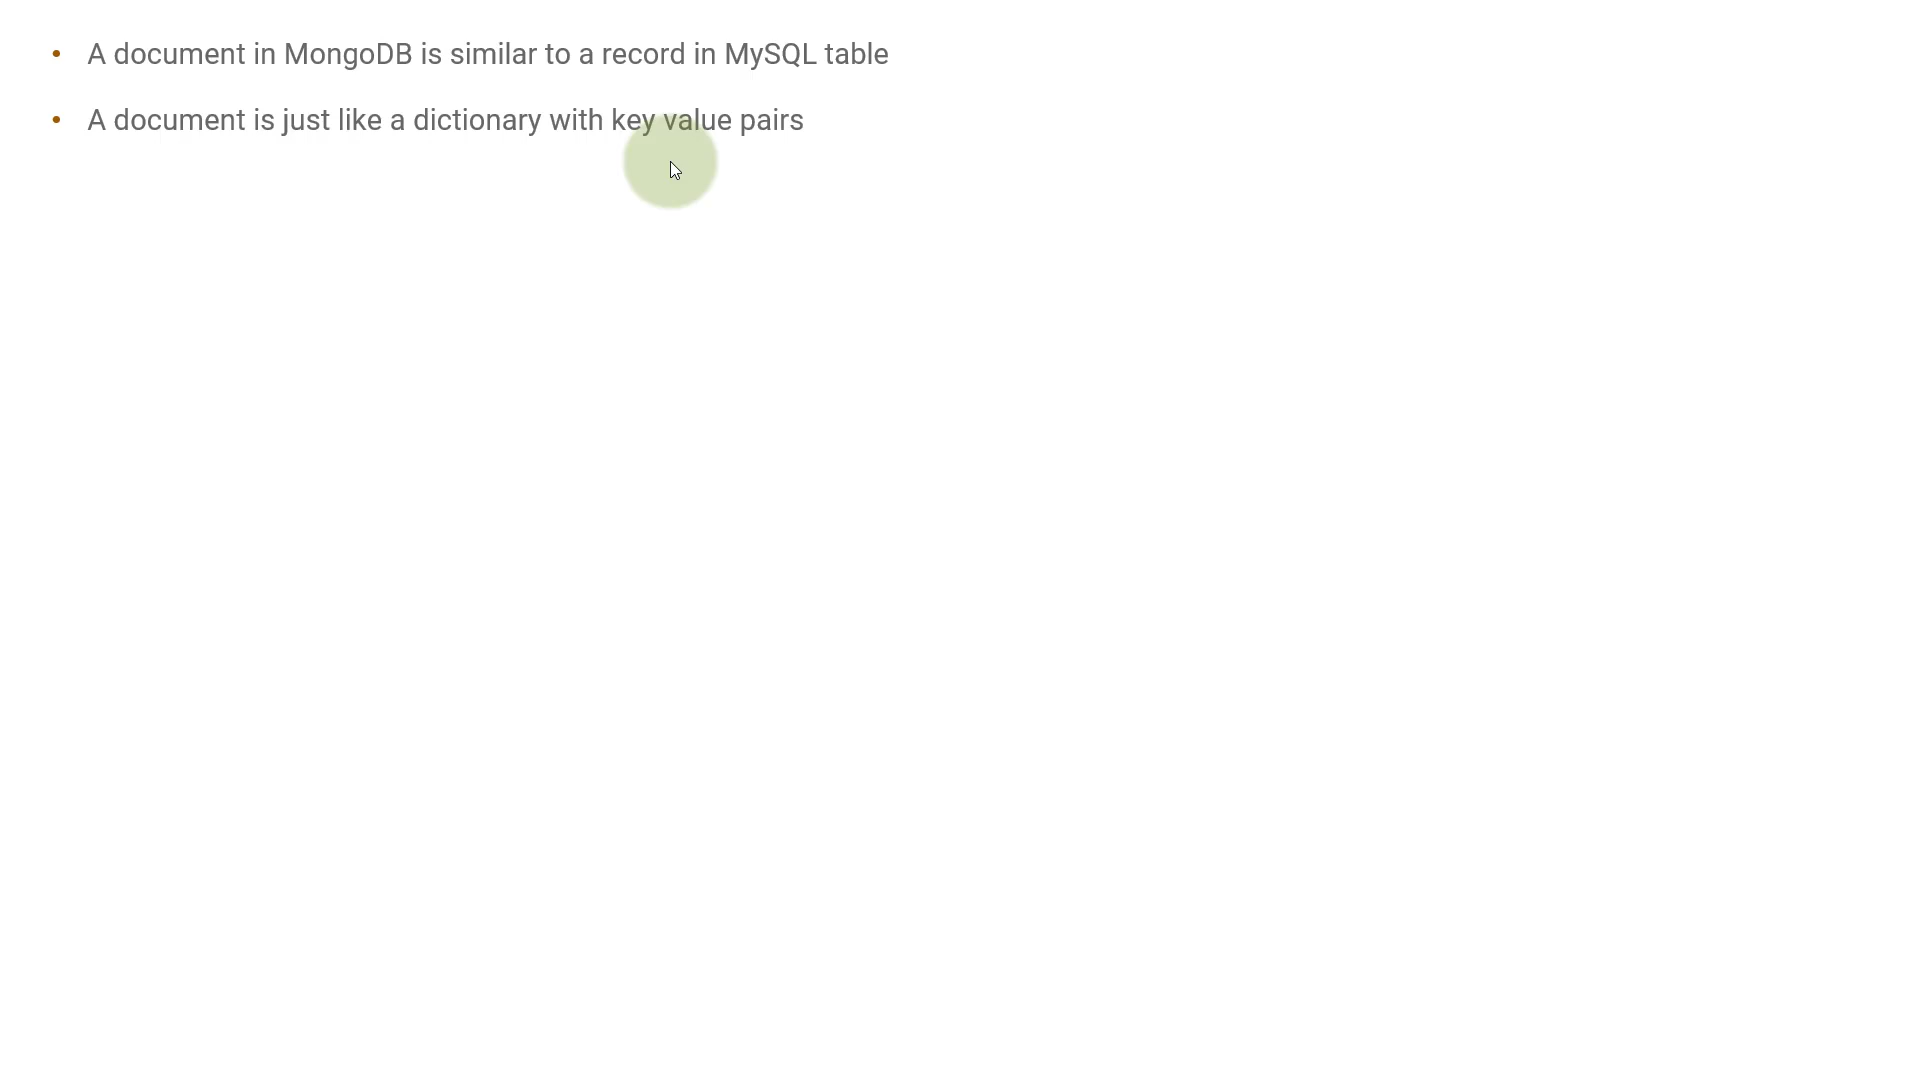 • A document in MongoDB is similar to a record in MySQL table
• A document is just like a dictionary with key value pairs